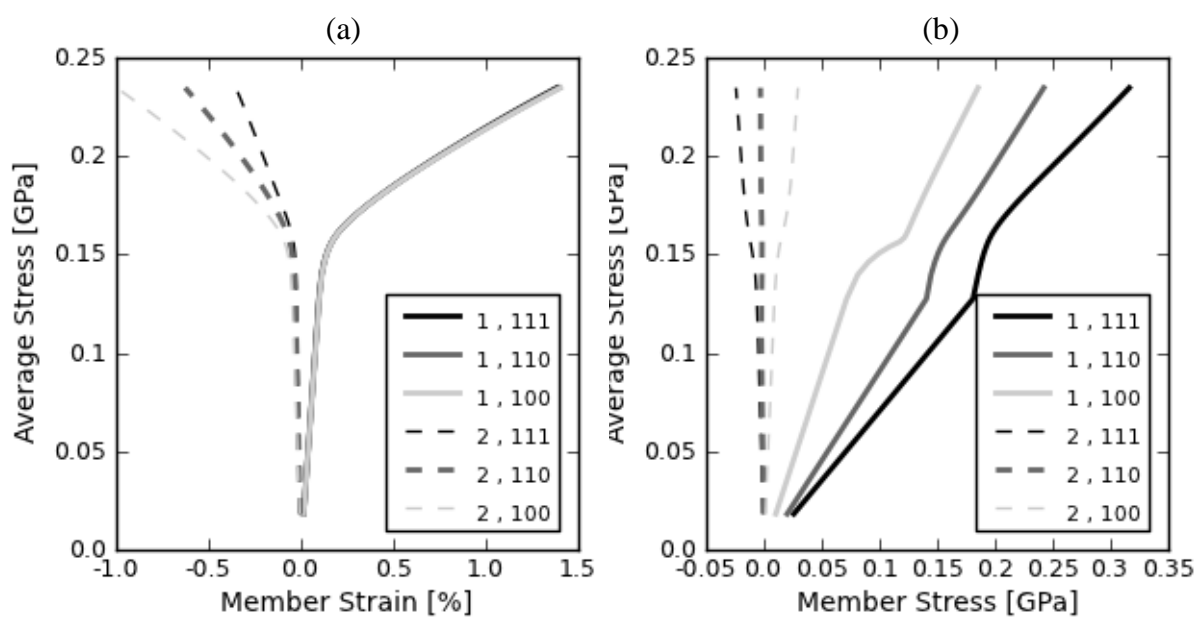 (a)
0.25
0.2
0.15
0.1
0.05
0.0
Average Stress [GPa]
1 , 111
1 , 110
1 , 100
2 , 111
2 , 110
2 , 100
-1.0 -0.5 0.0 0.5 1.0 1.5
Member Strain [%]
(b)
0.25
0.2
0.15
0.1
0.05
0.0
Average Stress [GPa]
1 , 111
1 , 110
1 , 100
2 , 111
2 , 110
2 , 100
-0.05 0.0 0.05 0.1 0.15 0.2 0.25 0.3 0.35
Member Stress [GPa]